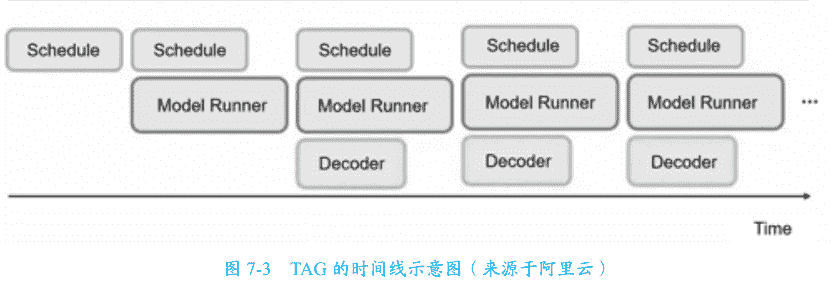 Schedule Schedule Schedule Schedule Schedule
Model Runner Model Runner Model Runner Model Runner ...
Decoder Decoder Decoder
Time
图 7-3 TAG 的时间线示意图（来源于阿里云）